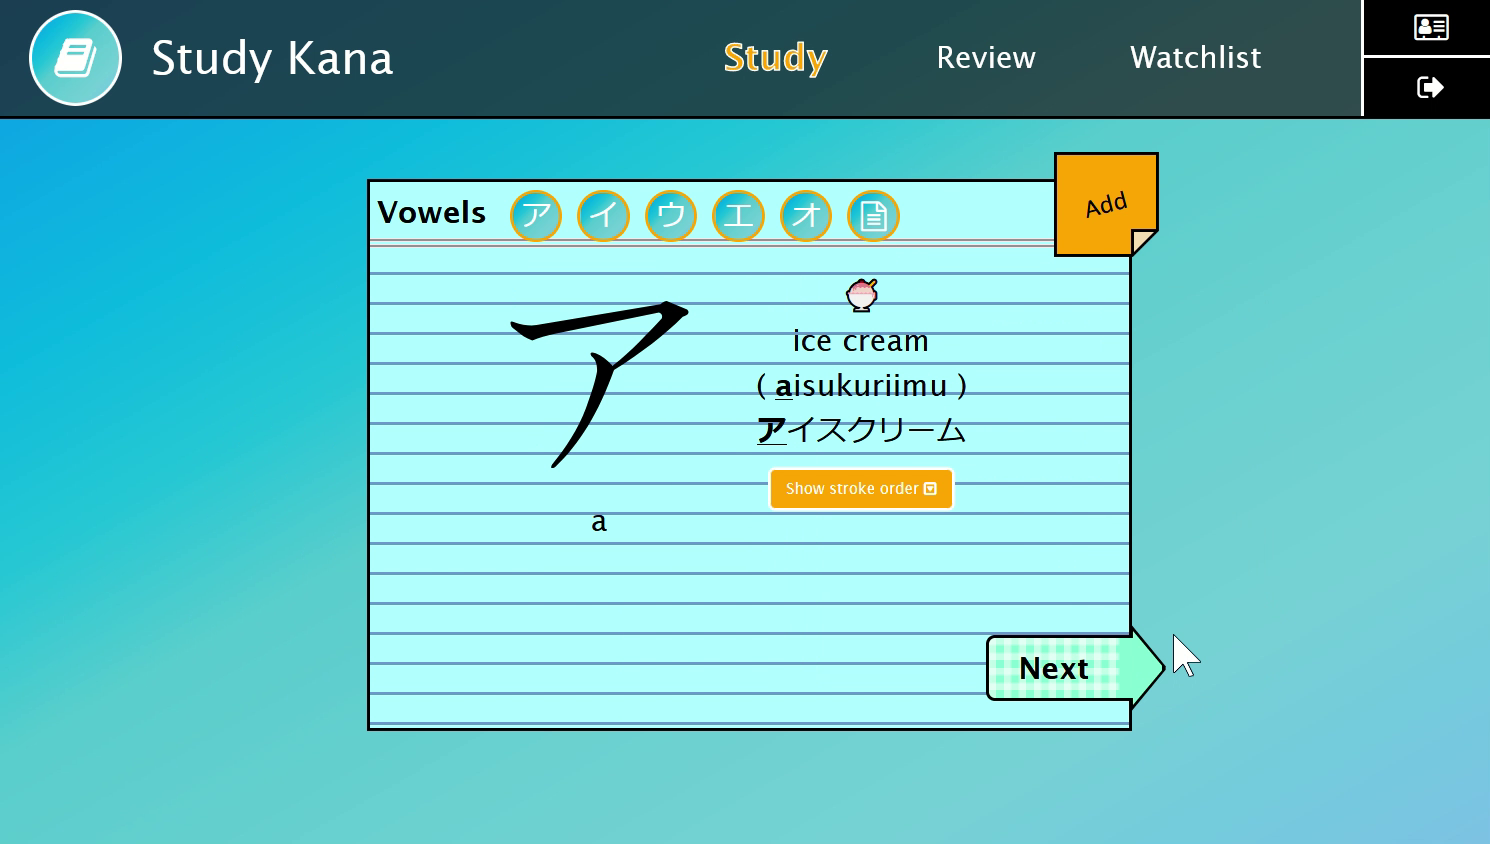 Study Kana
Study
Review
Watchlist
Vowels
ア
イ
ウ
エ
オ
Add
ア
a
ice cream
( aisukuriimu )
アイスクリーム
Show stroke order
Next